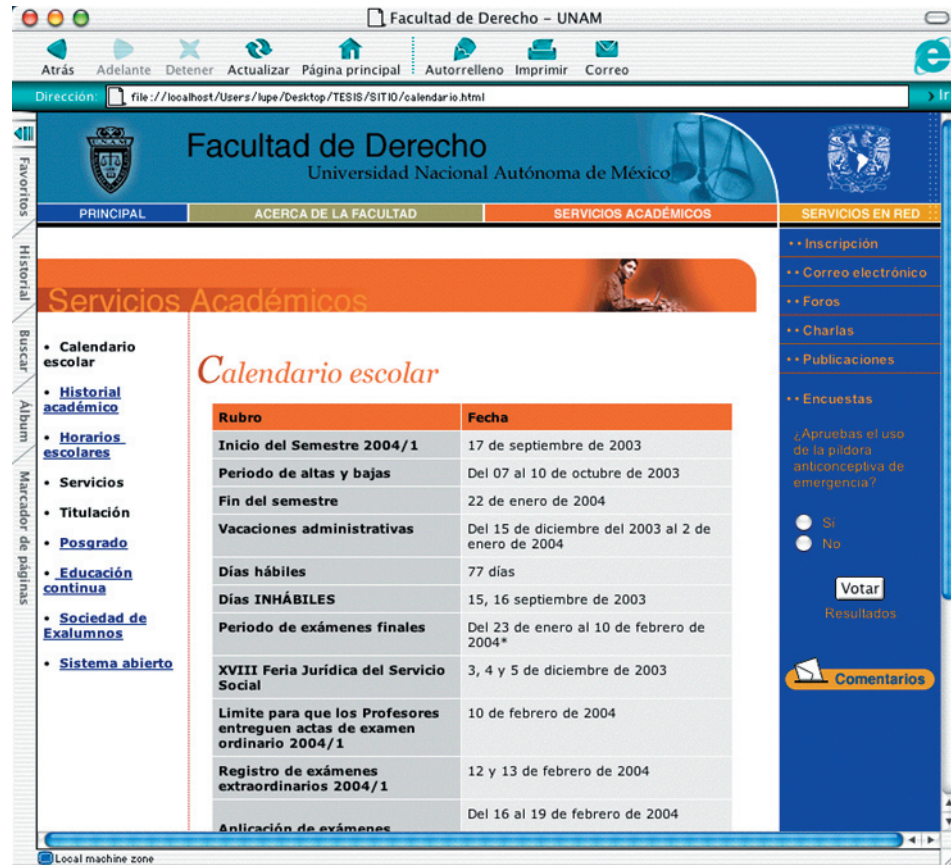 Facultad de Derecho – UNAM
Atrás Adelante Detener Actualizar Página principal Autorrelleno Imprimir Correo
Dirección: file://localhost/Users/lupe/Desktop/TESIS/SITIO/calendario.html Ir
Favoritos
Historial
Buscar
Álbum
Marcador de páginas
Facultad de Derecho
Universidad Nacional Autónoma de México
PRINCIPAL ACERCA DE LA FACULTAD SERVICIOS ACADÉMICOS SERVICIOS EN RED
Servicios Académicos
• Calendario
escolar
• Historial
académico
• Horarios
escolares
• Servicios
• Titulación
• Posgrado
• Educación
continua
• Sociedad de
Exalumnos
• Sistema abierto
Calendario escolar
Rubro Fecha
Inicio del Semestre 2004/1 17 de septiembre de 2003
Periodo de altas y bajas Del 07 al 10 de octubre de 2003
Fin del semestre 22 de enero de 2004
Vacaciones administrativas Del 15 de diciembre del 2003 al 2 de
enero de 2004
Días hábiles 77 días
Días INHÁBILES 15, 16 septiembre de 2003
Periodo de exámenes finales Del 23 de enero al 10 de febrero de
2004*
XVIII Feria Jurídica del Servicio
Social 3, 4 y 5 de diciembre de 2003
Limite para que los Profesores
entreguen actas de examen
ordinario 2004/1 10 de febrero de 2004
Registro de exámenes
extraordinarios 2004/1 12 y 13 de febrero de 2004
Del 16 al 19 de febrero de 2004
Aplicación de exámenes
•• Inscripción
•• Correo electrónico
•• Foros
•• Charlas
•• Publicaciones
•• Encuestas
¿Apruebas el uso
de la píldora
anticonceptiva de
emergencia?
Si
No
Votar
Resultados
Comentarios
Local machine zone